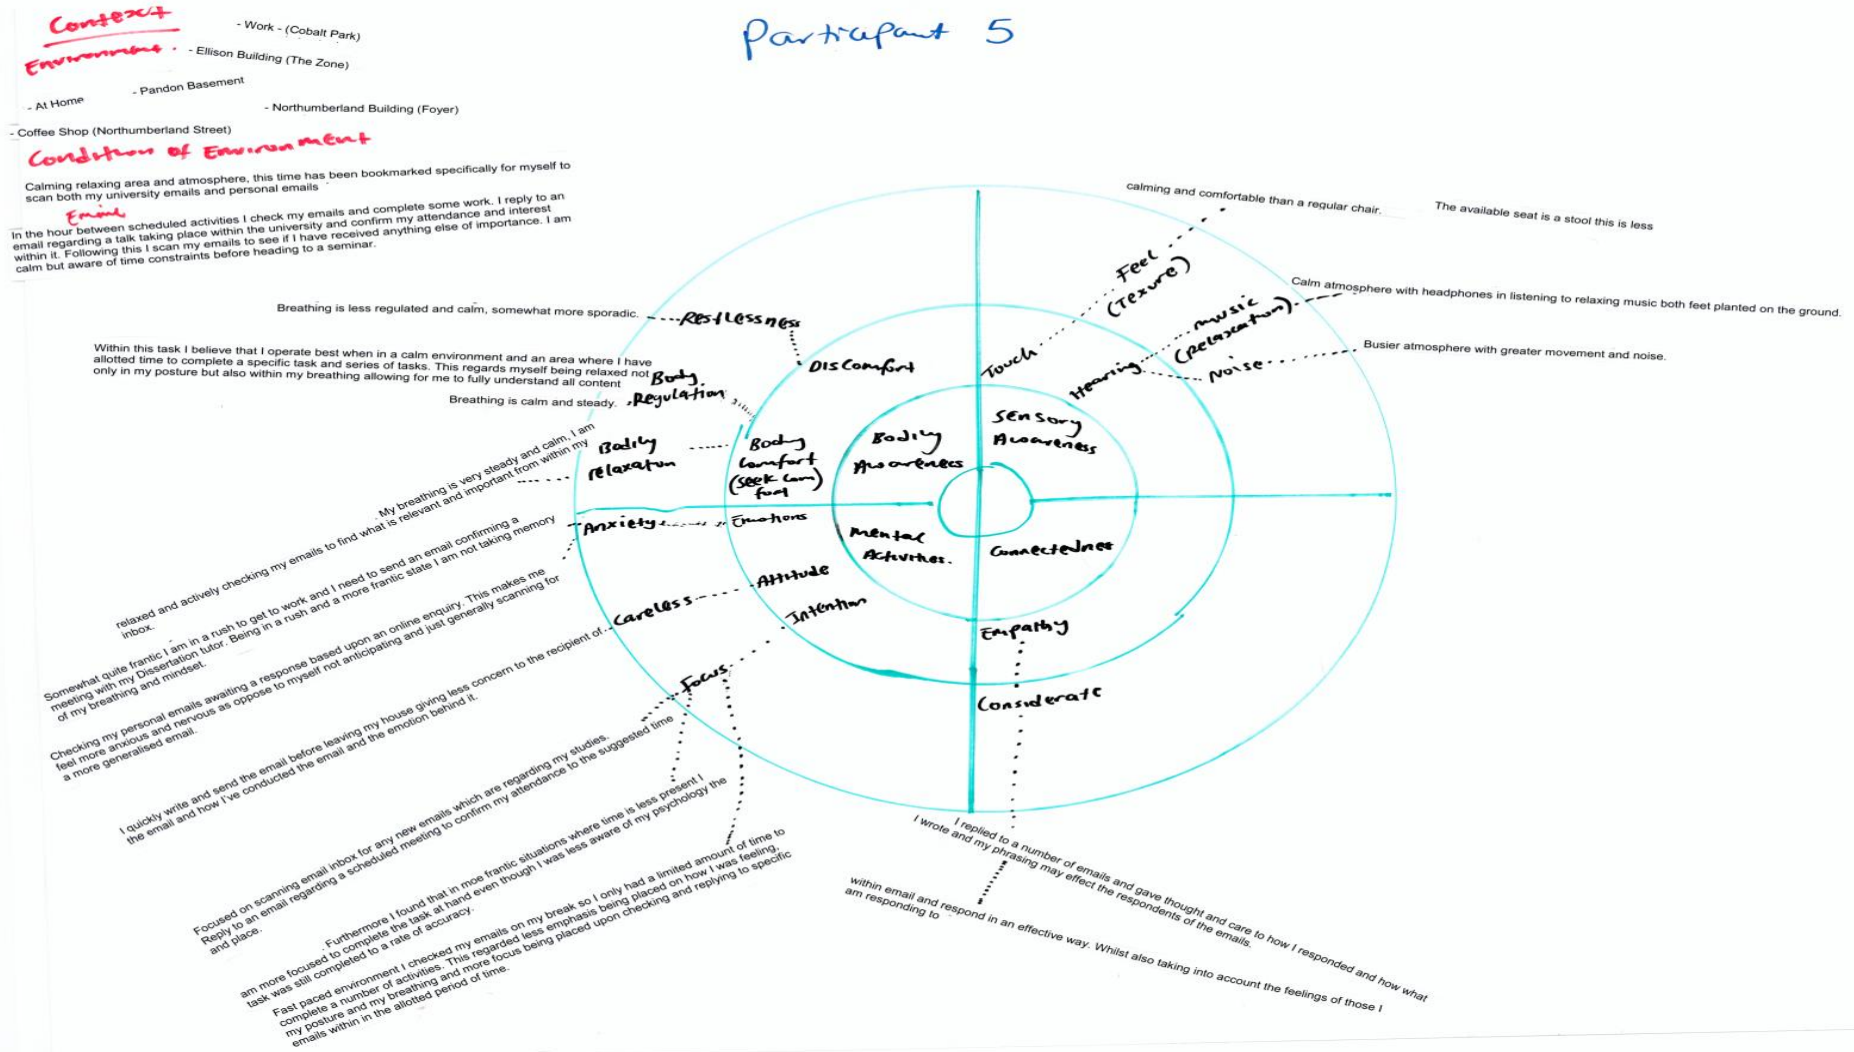 Participant 5
Context
- Work - (Cobalt Park)
Environment.
- Ellison Building (The Zone)
- At Home
- Pandon Basement
- Northumberland Building (Foyer)
- Coffee Shop (Northumberland Street)
Condition of Environment
Calming relaxing area and atmosphere, this time has been bookmarked specifically for myself to
scan both my university emails and personal emails
Email
In the hour between scheduled activities I check my emails and complete some work. I reply to an
email regarding a talk taking place within the university and confirm my attendance and interest
within it. Following this I scan my emails to see if I have received anything else of importance. I am
calm but aware of time constraints before heading to a seminar.
Breathing is less regulated and calm, somewhat more sporadic.
Restlessness
Discomfort
Within this task I believe that I operate best when in a calm environment and an area where I have
allotted time to complete a specific task and series of tasks. This regards myself being relaxed not
only in my posture but also within my breathing allowing for me to fully understand all content
Body
Regulation
Breathing is calm and steady.
Bodily
relaxation
Body
Comfort
(seek com
fort)
Bodily
Awareness
. My breathing is very steady and calm, I am
relaxed and actively checking my emails to find what is relevant and important from within my
inbox.
calming and comfortable than a regular chair.
The available seat is a stool this is less
Feel
(Texure)
Touch
Calm atmosphere with headphones in listening to relaxing music both feet planted on the ground.
music
(relaxation)
Hearing
Noise
Busier atmosphere with greater movement and noise.
Sensory
Awareness
Anxiety
Emotions
Mental
Activities.
Connectedness
Somewhat quite frantic I am in a rush to get to work and I need to send an email confirming a
meeting with my Dissertation tutor. Being in a rush and a more frantic state I am not taking memory
of my breathing and mindset.
Checking my personal emails awaiting a response based upon an online enquiry. This makes me
feel more anxious and nervous as oppose to myself not anticipating and just generally scanning for
a more generalised email.
Attitude
Careless
I quickly write and send the email before leaving my house giving less concern to the recipient of
the email and how I've conducted the email and the emotion behind it.
Intention
Focus
Focused on scanning email inbox for any new emails which are regarding my studies.
Reply to an email regarding a scheduled meeting to confirm my attendance to the suggested time
and place.
. Furthermore I found that in moe frantic situations where time is less present I
am more focused to complete the task at hand even though I was less aware of my psychology the
task was still completed to a rate of accuracy.
Fast paced environment I checked my emails on my break so I only had a limited amount of time to
complete a number of activities. This regarded less emphasis being placed on how I was feeling,
my posture and my breathing and more focus being placed upon checking and replying to specific
emails within in the allotted period of time.
Empathy
Considerate
I replied to a number of emails and gave thought and care to how I responded and how what
I wrote and my phrasing may effect the respondents of the emails.
within email and respond in an effective way. Whilst also taking into account the feelings of those I
am responding to